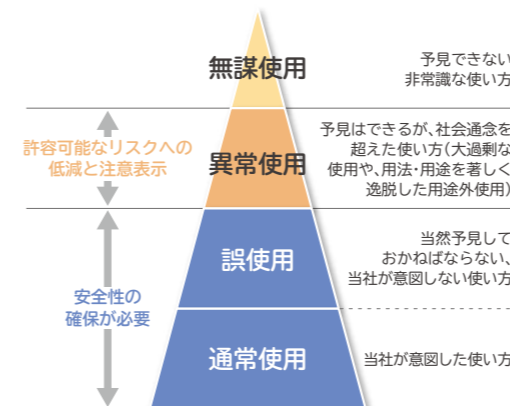 無謀使用
予見できない
非常識な使い方
許容可能なリスクへの
低減と注意表示
異常使用
予見はできるが、社会通念を
超えた使い方（大過剰な
使用や、用法・用途を著しく
逸脱した用途外使用）
安全性の
確保が必要
誤使用
当然予見して
おかねばならない、
当社が意図しない使い方
通常使用
当社が意図した使い方